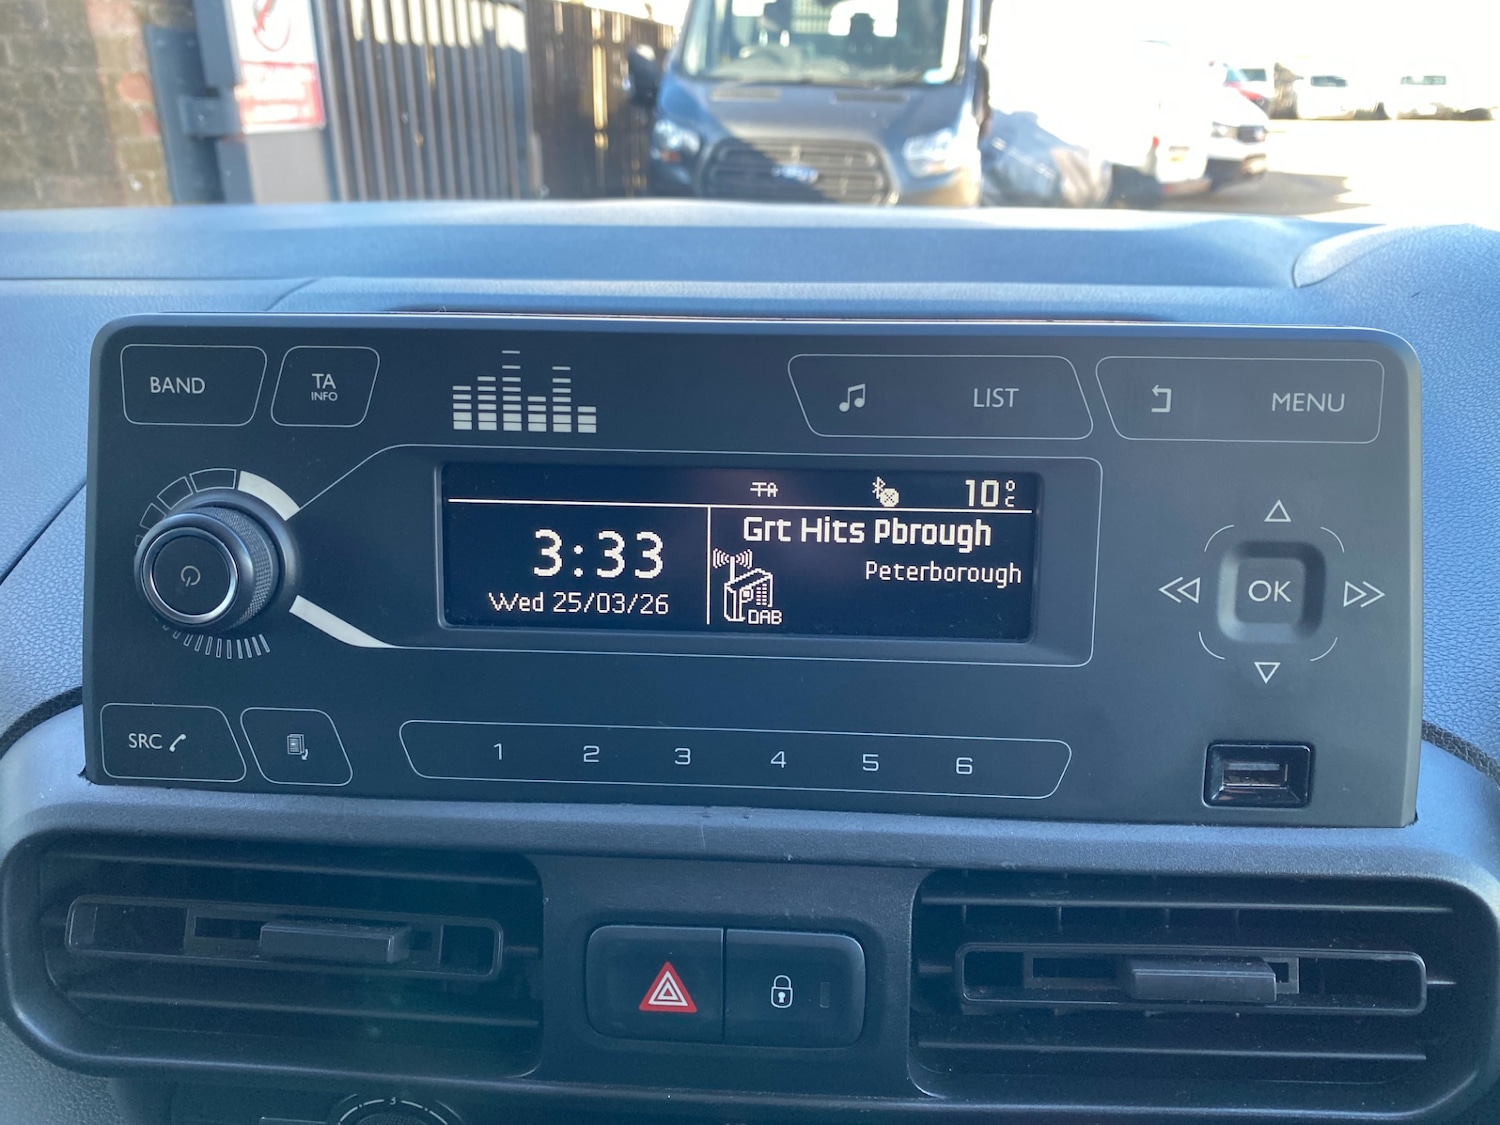 BAND
TA
INFO
LIST
MENU
TA
10°C
3:33
Wed 25/03/26
Grt Hits Pbrough
Peterborough
DAB
OK
SRC
1 2 3 4 5 6
3